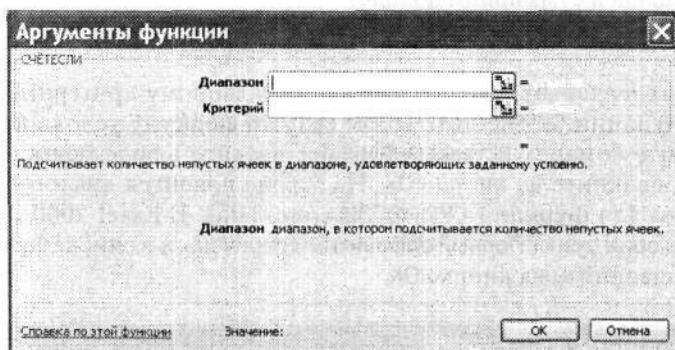 Аргументы функции
СЧЁТЕСЛИ
Диапазон =
Критерий =
=
Подсчитывает количество непустых ячеек в диапазоне, удовлетворяющих заданному условию.
Диапазон диапазон, в котором подсчитывается количество непустых ячеек.
Справка по этой функции Значение: ОК Отмена